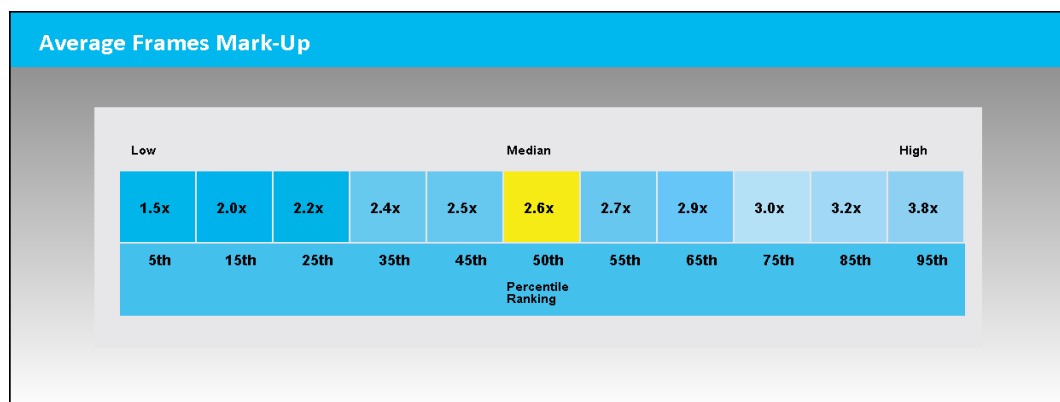 Average Frames Mark-Up
Low Median High
1.5x 2.0x 2.2x 2.4x 2.5x 2.6x 2.7x 2.9x 3.0x 3.2x 3.8x
5th 15th 25th 35th 45th 50th 55th 65th 75th 85th 95th
Percentile
Ranking